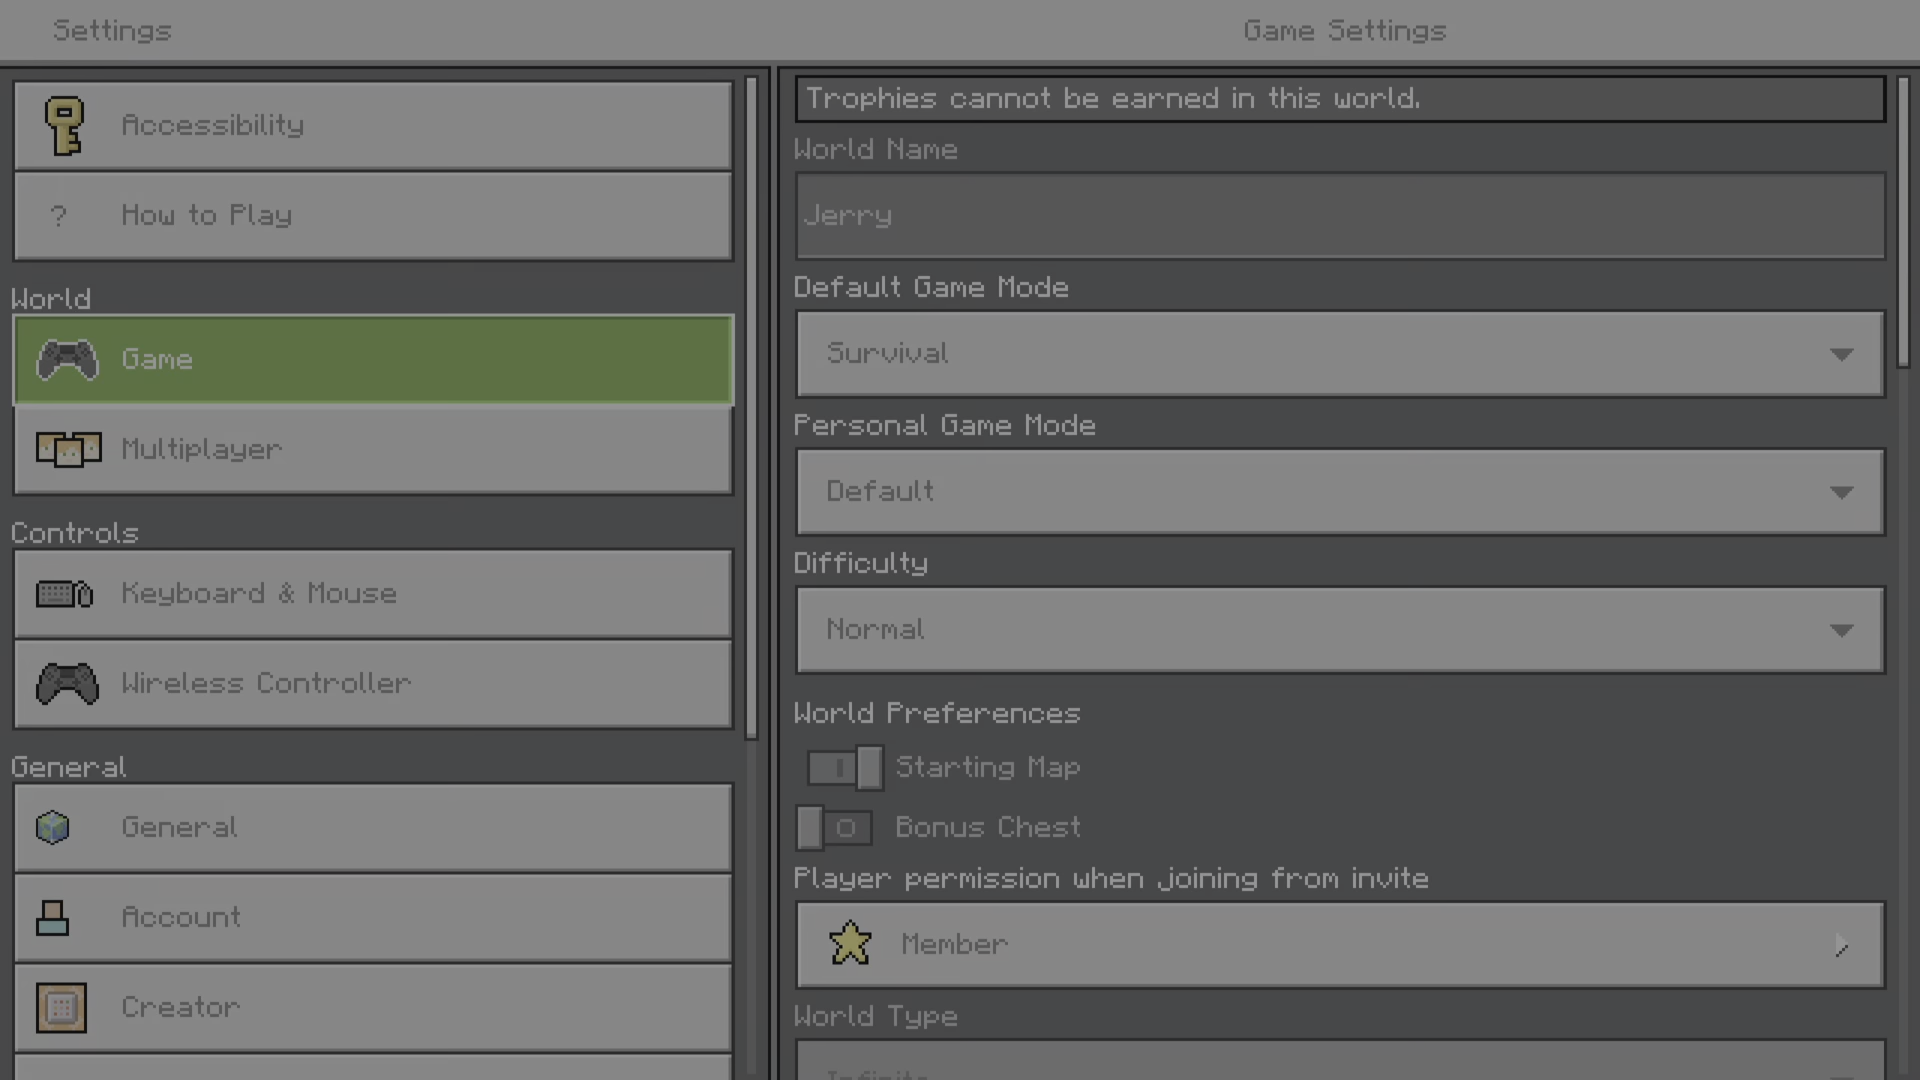 Settings
Game Settings
Accessibility
? How to Play
World
Game
Multiplayer
Controls
Keyboard & Mouse
Wireless Controller
General
General
Account
Creator
Trophies cannot be earned in this world.
World Name
Jerry
Default Game Mode
Survival
Personal Game Mode
Default
Difficulty
Normal
World Preferences
Starting Map
Bonus Chest
Player permission when joining from invite
Member
World Type
Infinite